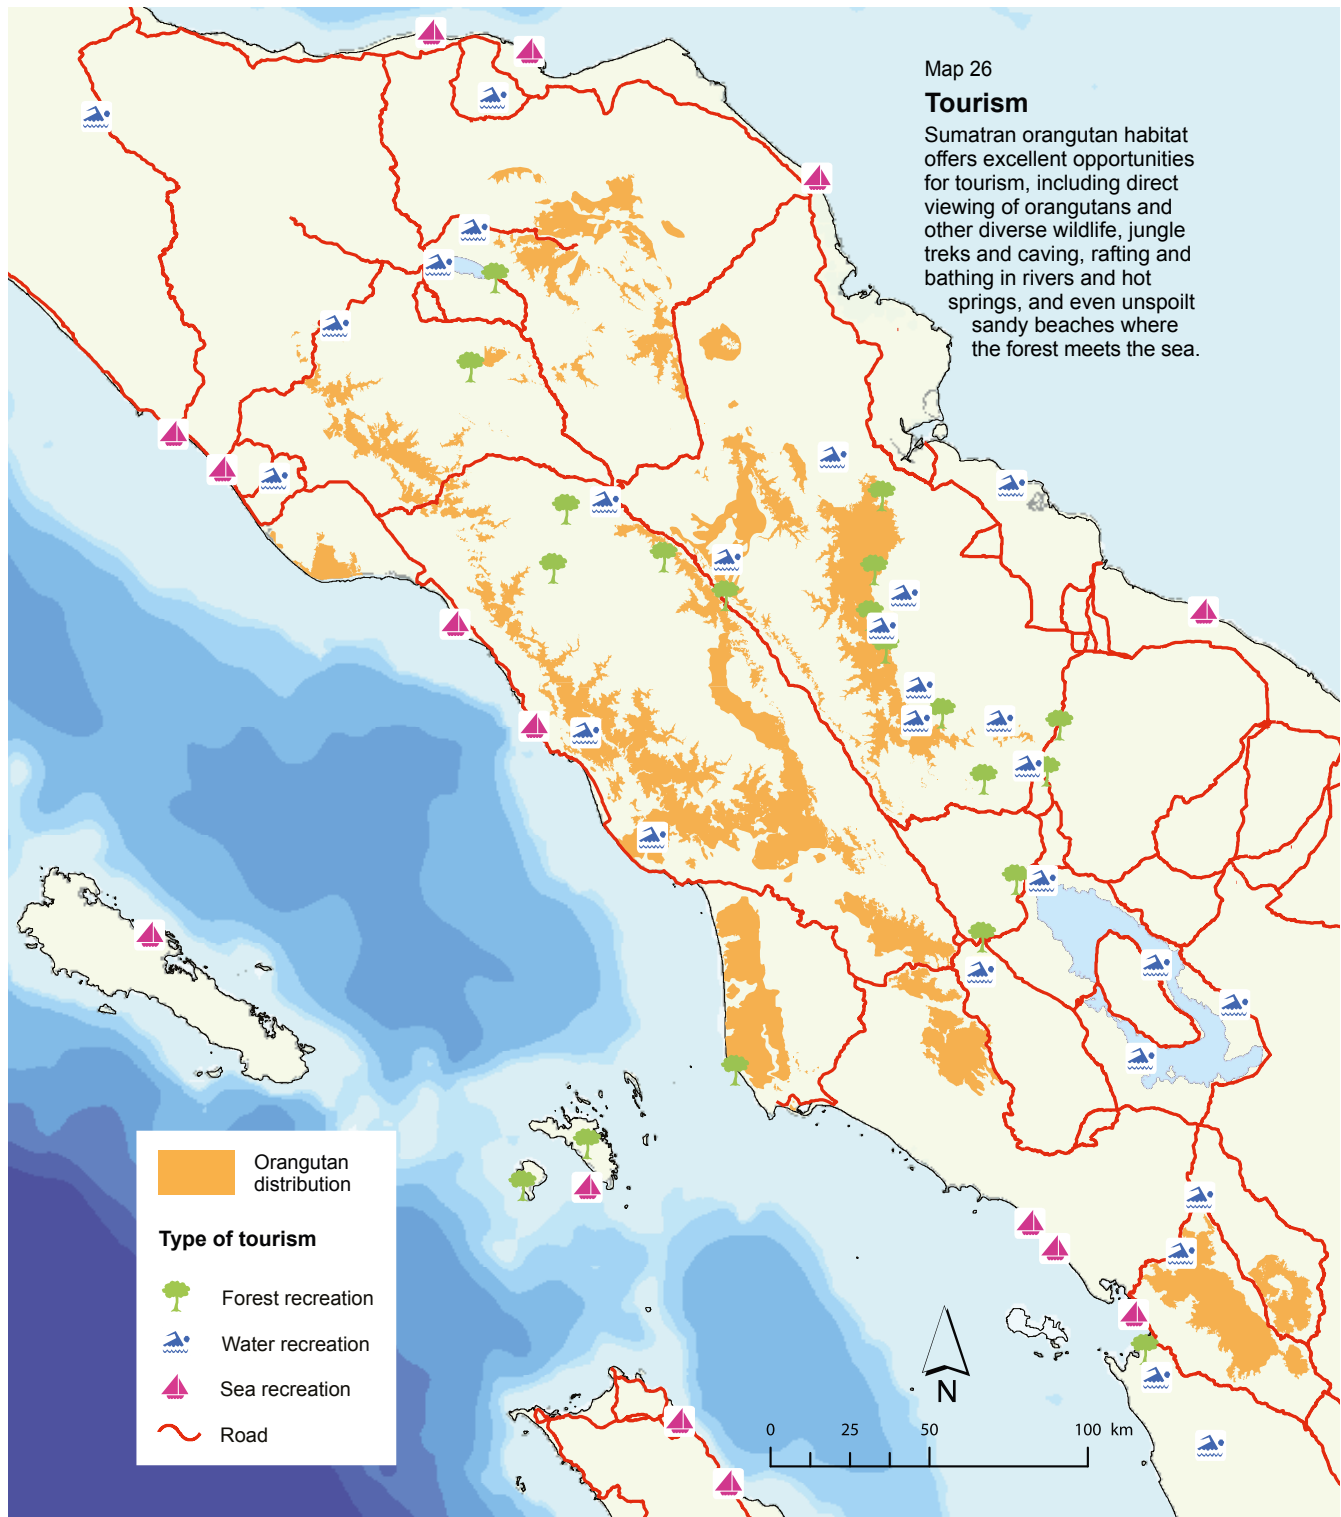 Map 26
Tourism
Sumatran orangutan habitat
offers excellent opportunities
for tourism, including direct
viewing of orangutans and
other diverse wildlife, jungle
treks and caving, rafting and
bathing in rivers and hot
springs, and even unspoilt
sandy beaches where
the forest meets the sea.
Orangutan
distribution
Type of tourism
Forest recreation
Water recreation
Sea recreation
Road
N
0 25 50 100 km